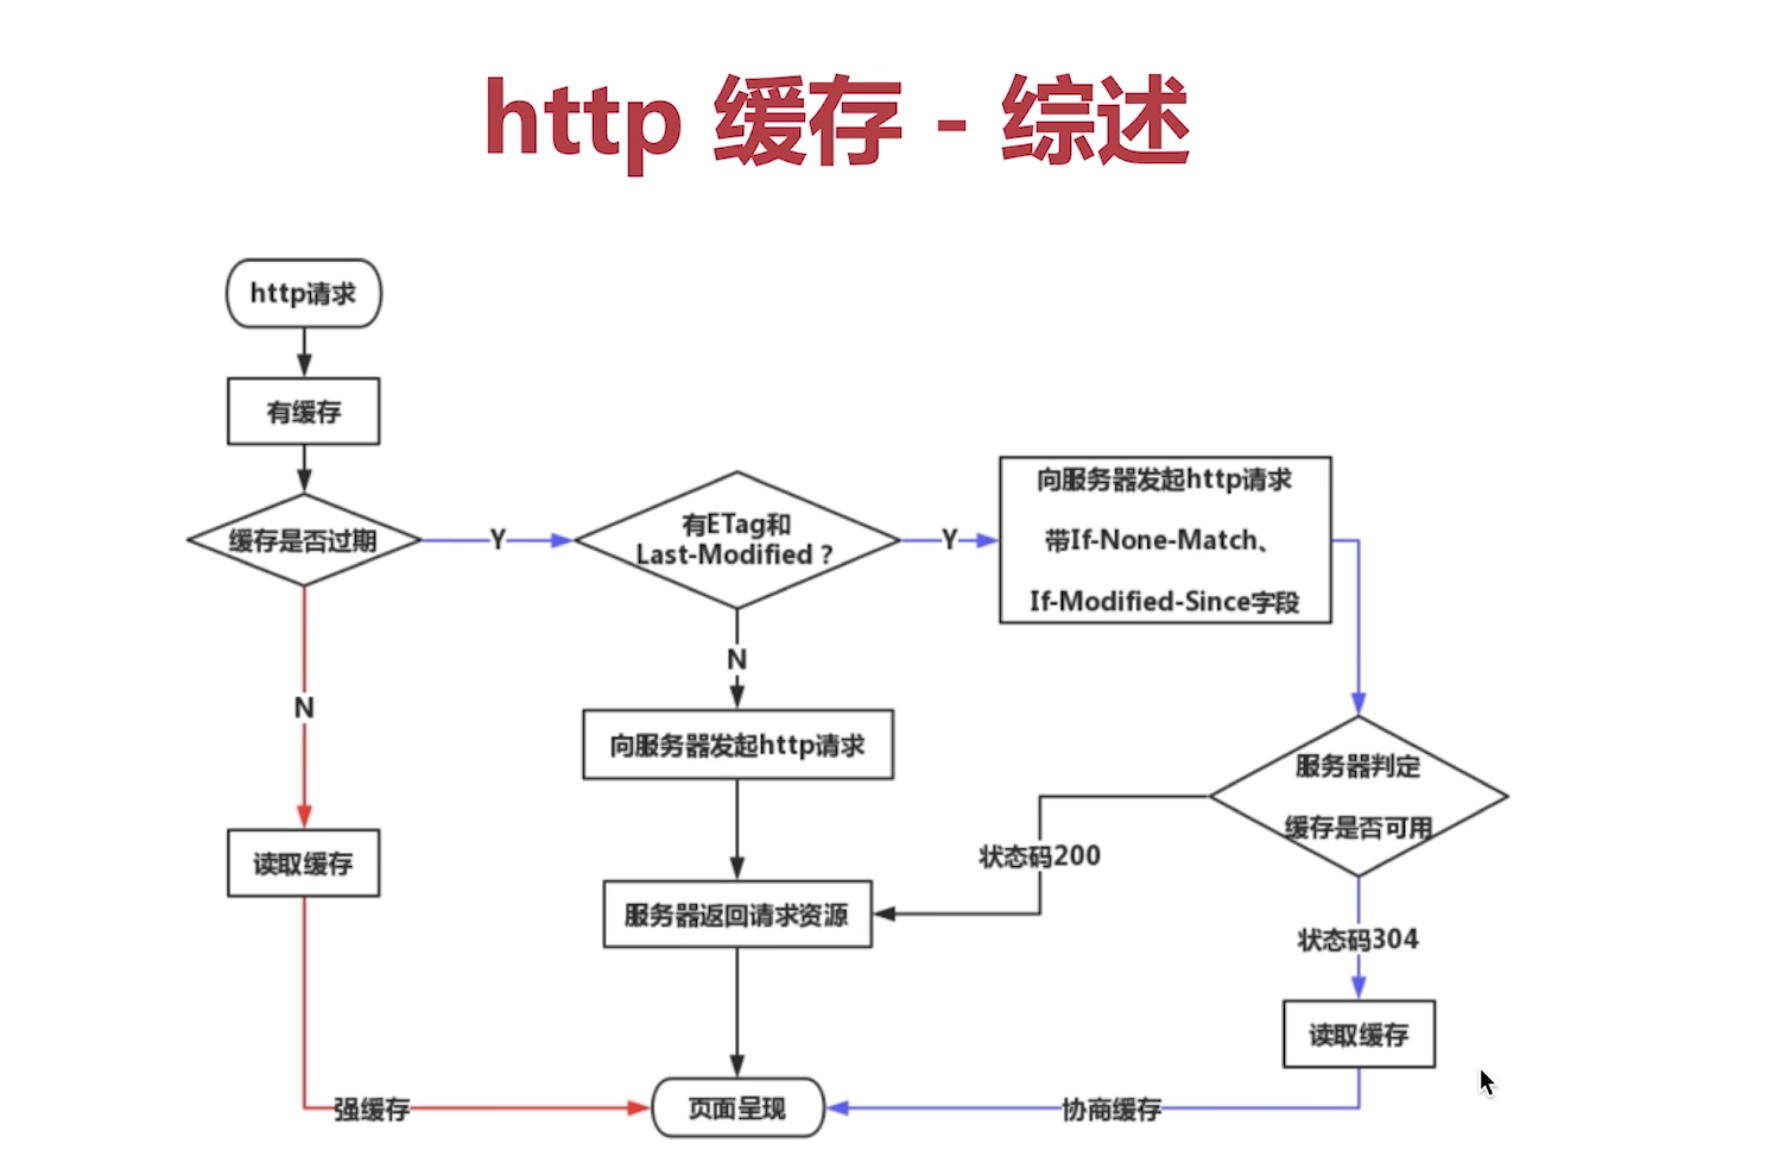 http 缓存 - 综述
http请求
有缓存
缓存是否过期
Y
有ETag和
Last-Modified ?
Y
向服务器发起http请求
带If-None-Match、
If-Modified-Since字段
N
N
向服务器发起http请求
服务器判定
缓存是否可用
读取缓存
状态码200
服务器返回请求资源
状态码304
读取缓存
强缓存
页面呈现
协商缓存